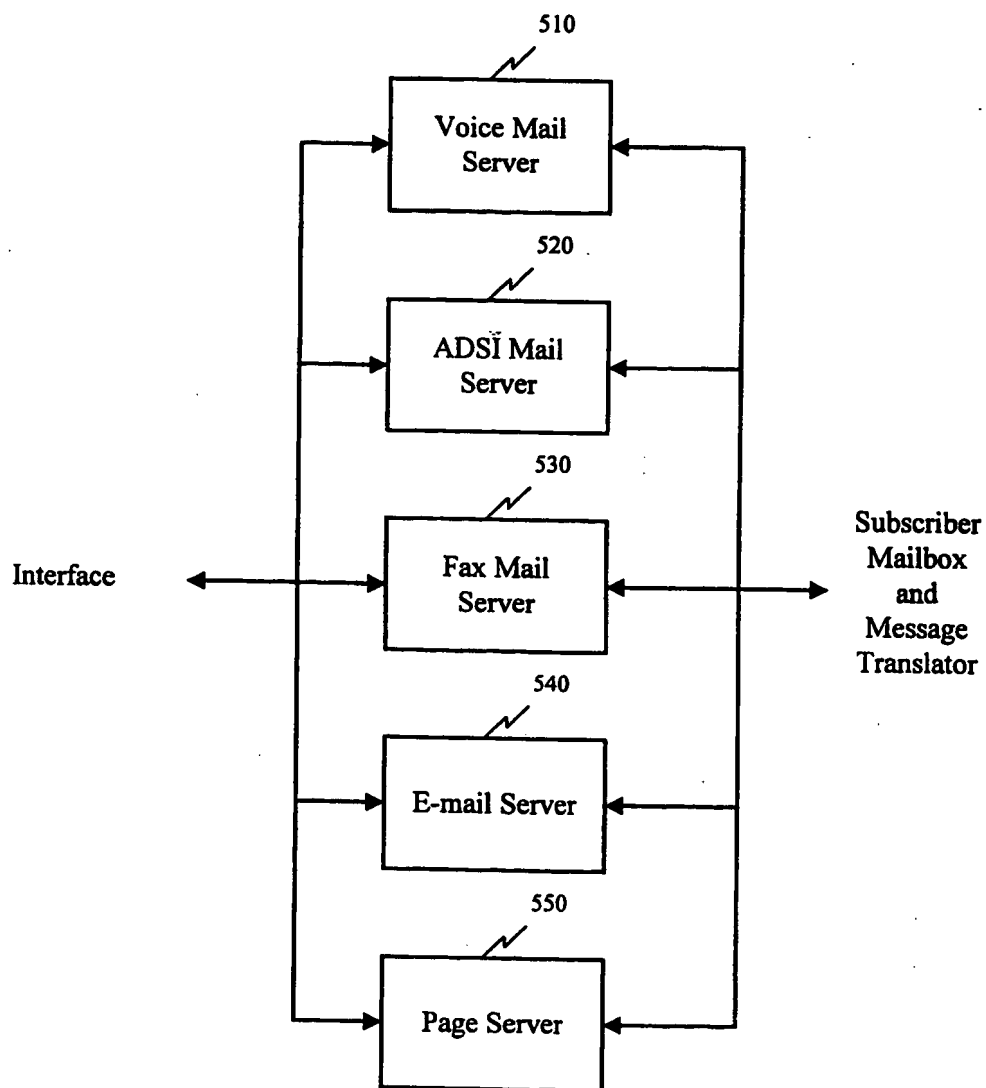 510
Voice Mail
Server
520
ADSI Mail
Server
530
Interface
Fax Mail
Server
Subscriber
Mailbox
and
Message
Translator
540
E-mail Server
550
Page Server